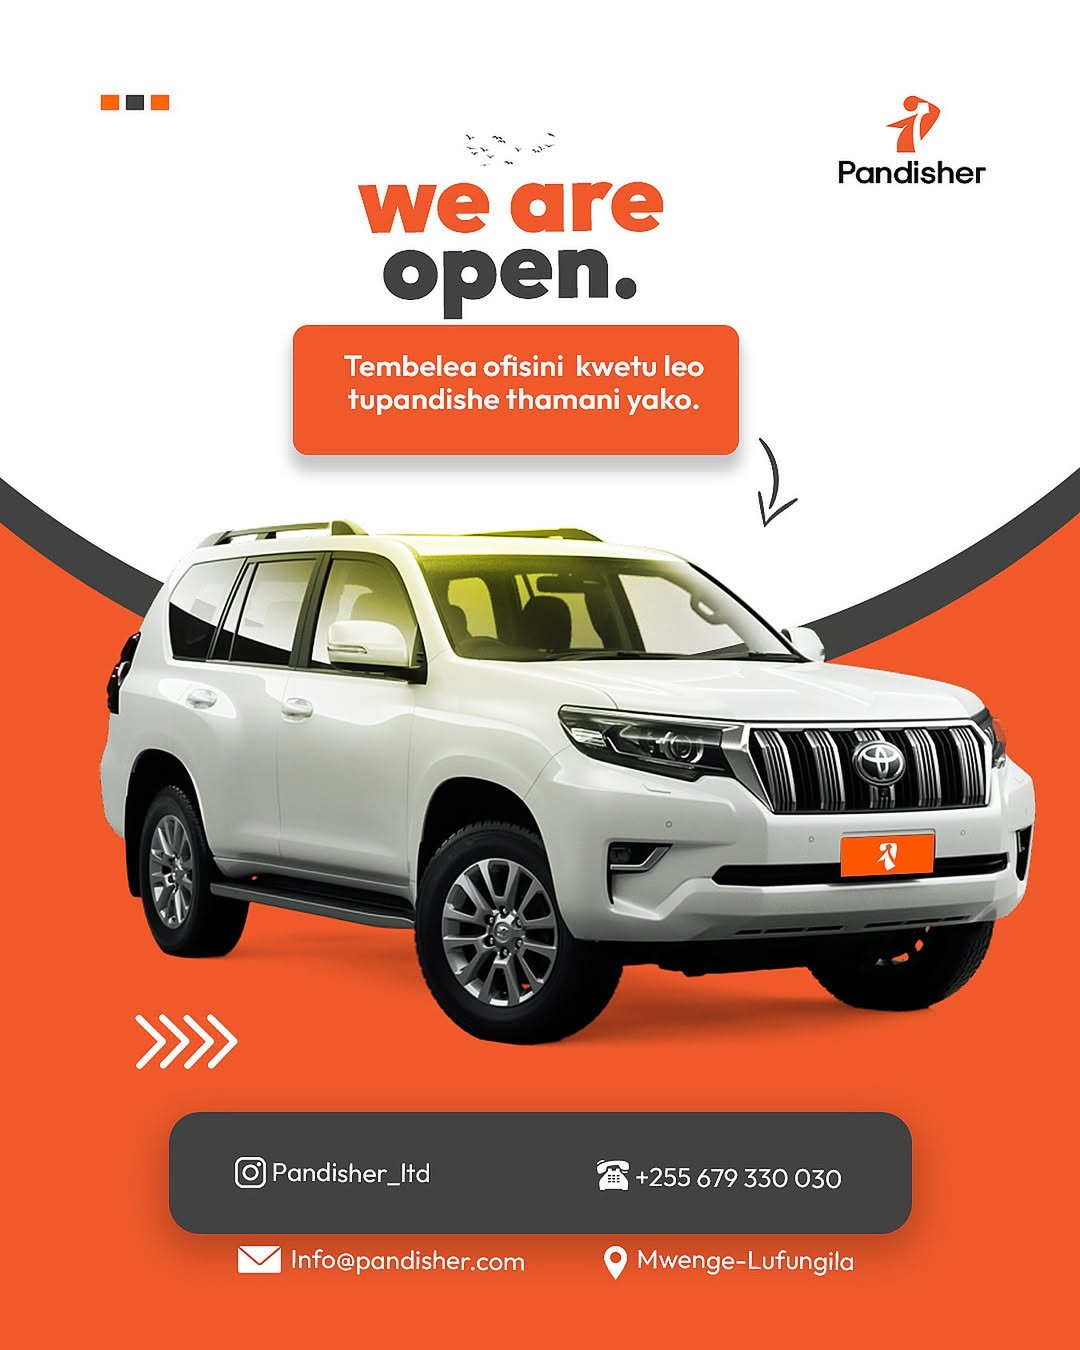 Pandisher
we are
open.
Tembelea ofisini kwetu leo
tupandishe thamani yako.
Pandisher_ltd
+255 679 330 030
Info@pandisher.com
Mwenge-Lufungila